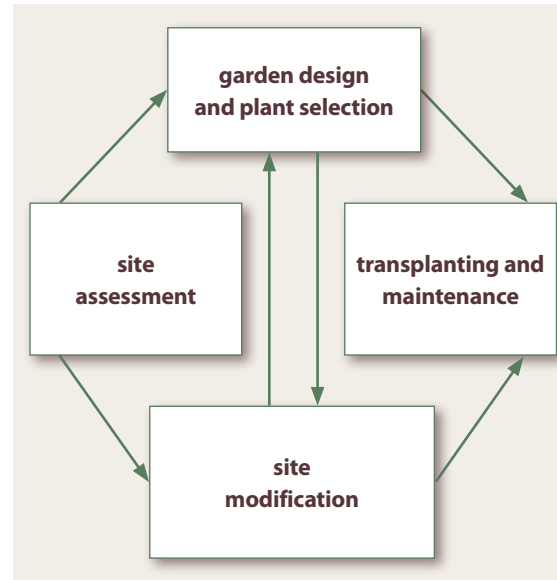 garden design
and plant selection
site
assessment
transplanting and
maintenance
site
modification